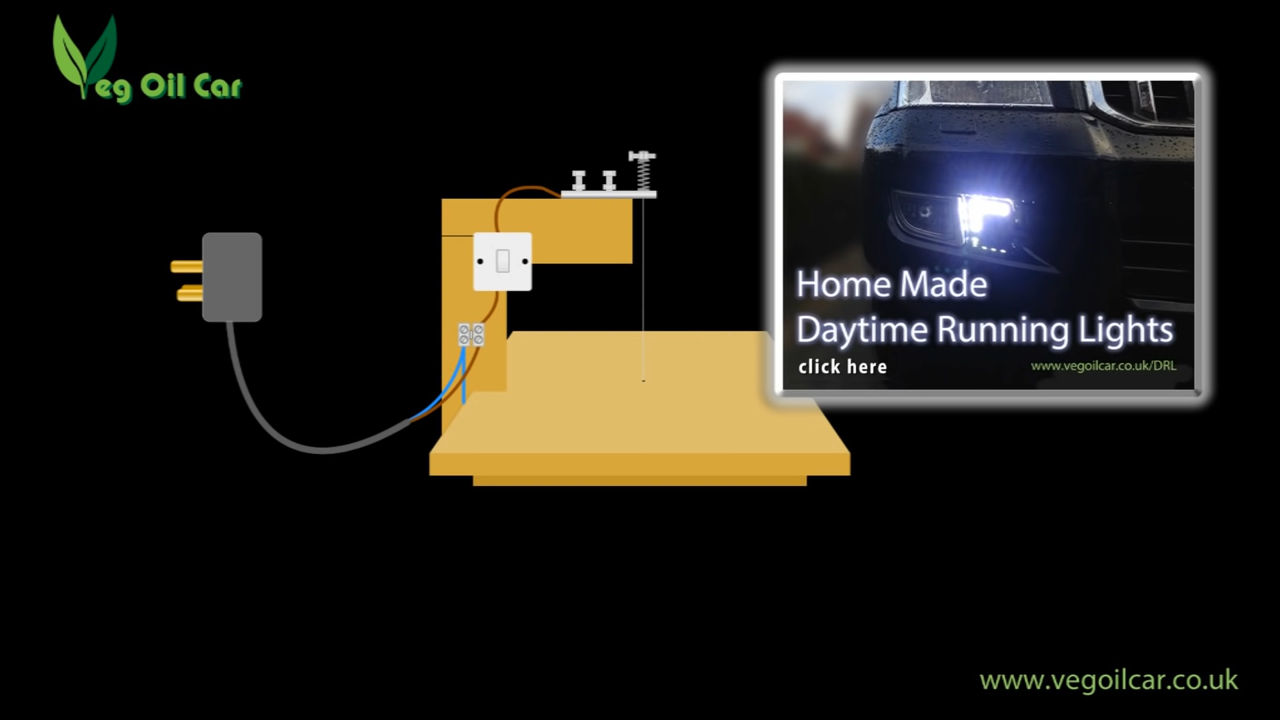 Veg Oil Car
Home Made
Daytime Running Lights
click here
www.vegoilcar.co.uk/DRL
www.vegoilcar.co.uk